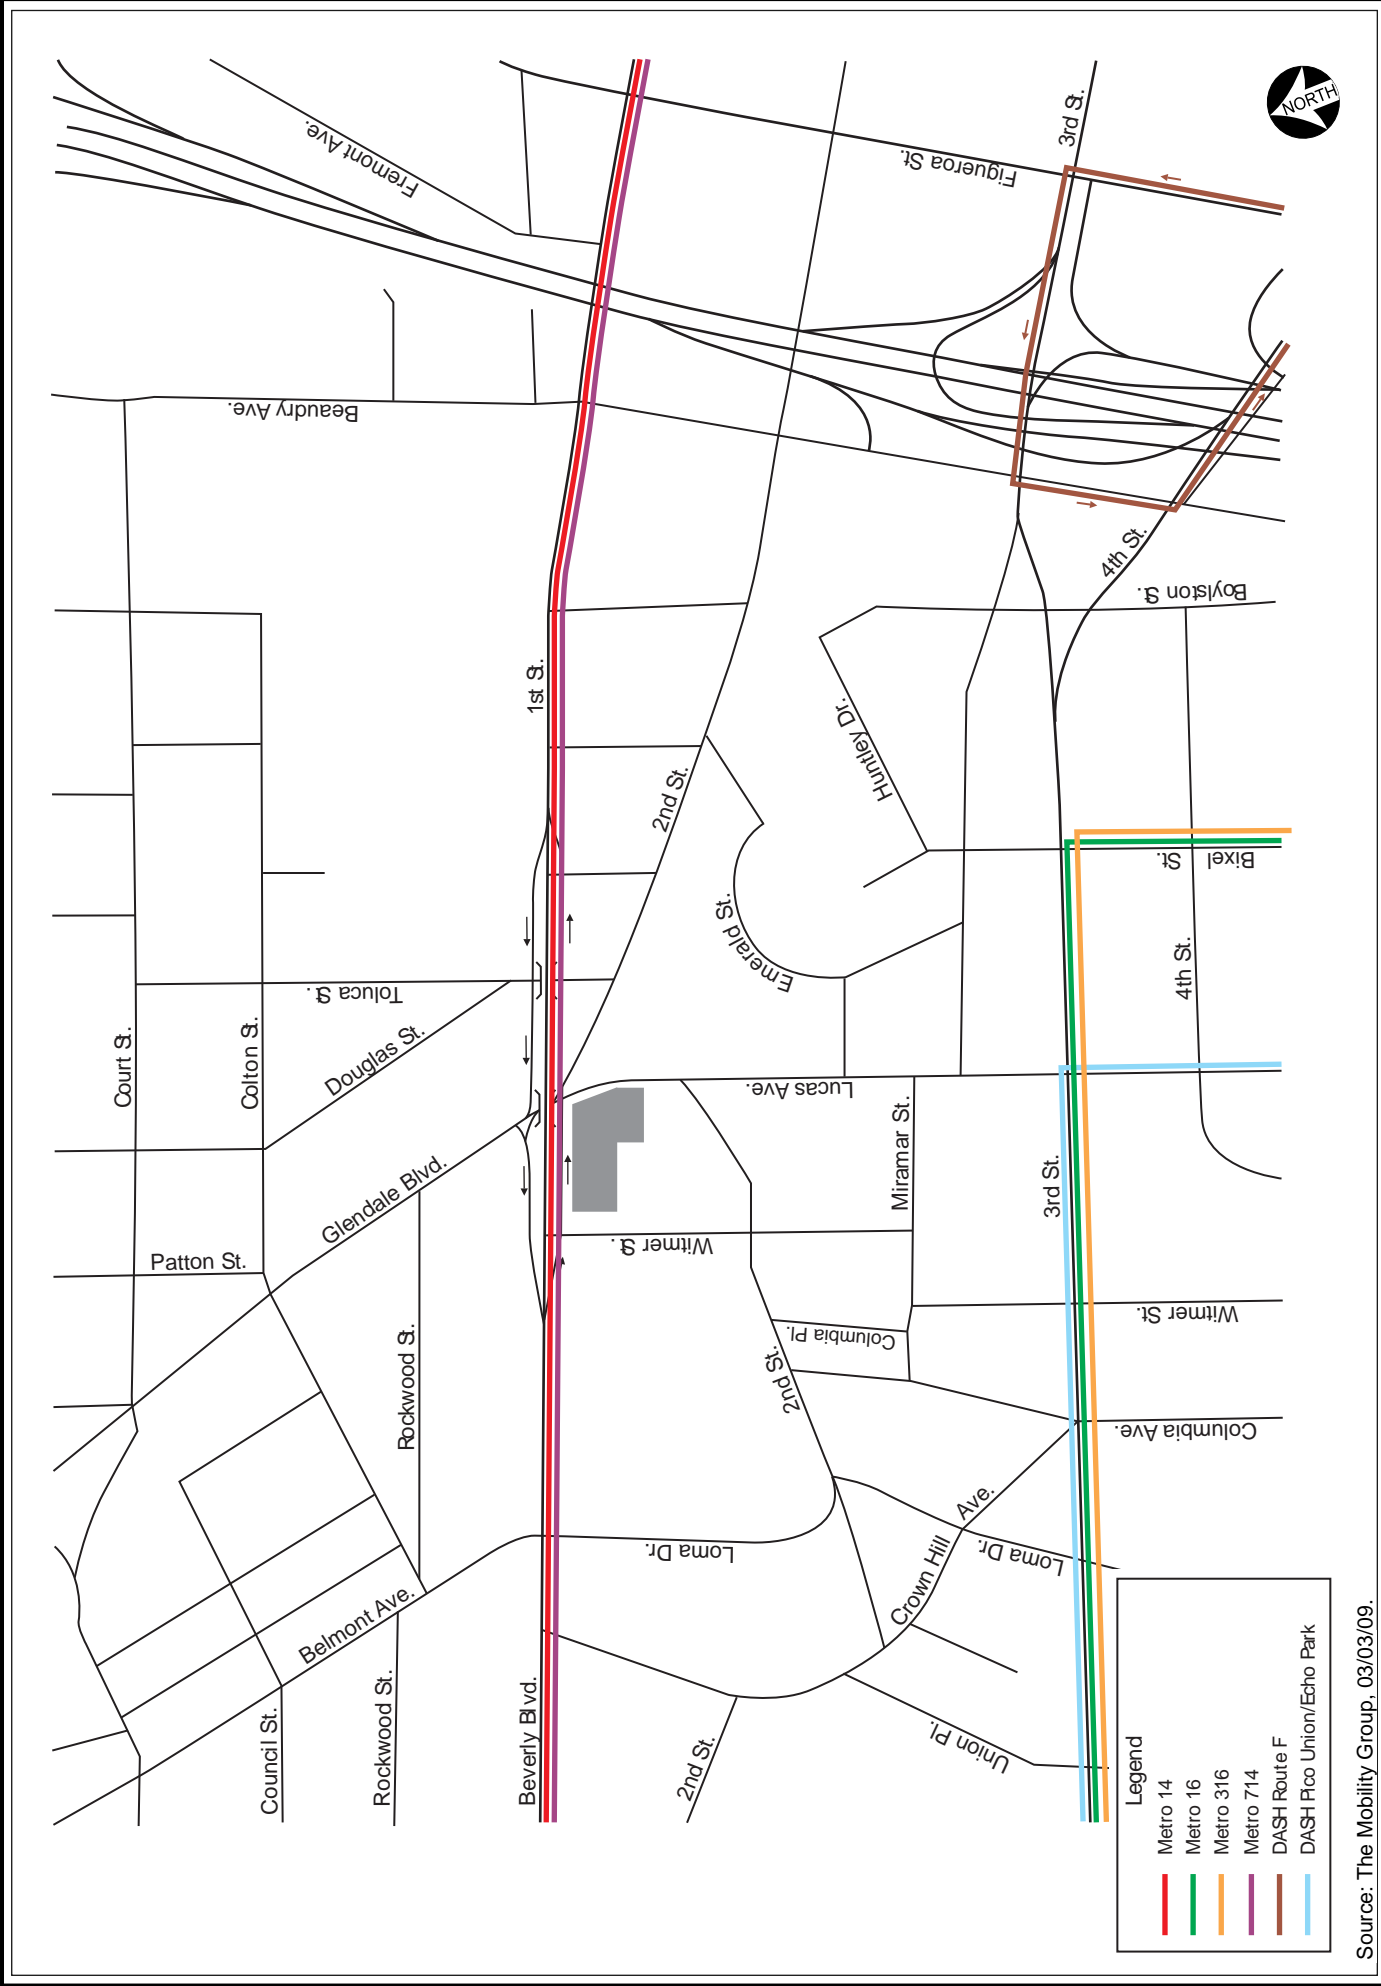 NORTH
3rd St.
Figueroa St.
Fremont Ave.
Beaudry Ave.
4th St.
Boylston St.
1st St.
Huntley Dr.
2nd St.
Bixel St.
Emerald St.
4th St.
Toluca St.
Court St.
Colton St.
Douglas St.
Lucas Ave.
Miramar St.
3rd St.
Glendale Blvd.
Patton St.
Witmer St.
Witmer St.
Columbia Pl.
Rockwood St.
2nd St.
Columbia Ave.
Loma Dr.
Crown Hill Ave.
Loma Dr.
Belmont Ave.
Council St.
Rockwood St.
Beverly Blvd.
2nd St.
Union Pl.
Legend
Metro 14
Metro 16
Metro 316
Metro 714
DASH Route F
DASH Pico Union/Echo Park
Source: The Mobility Group, 03/03/09.